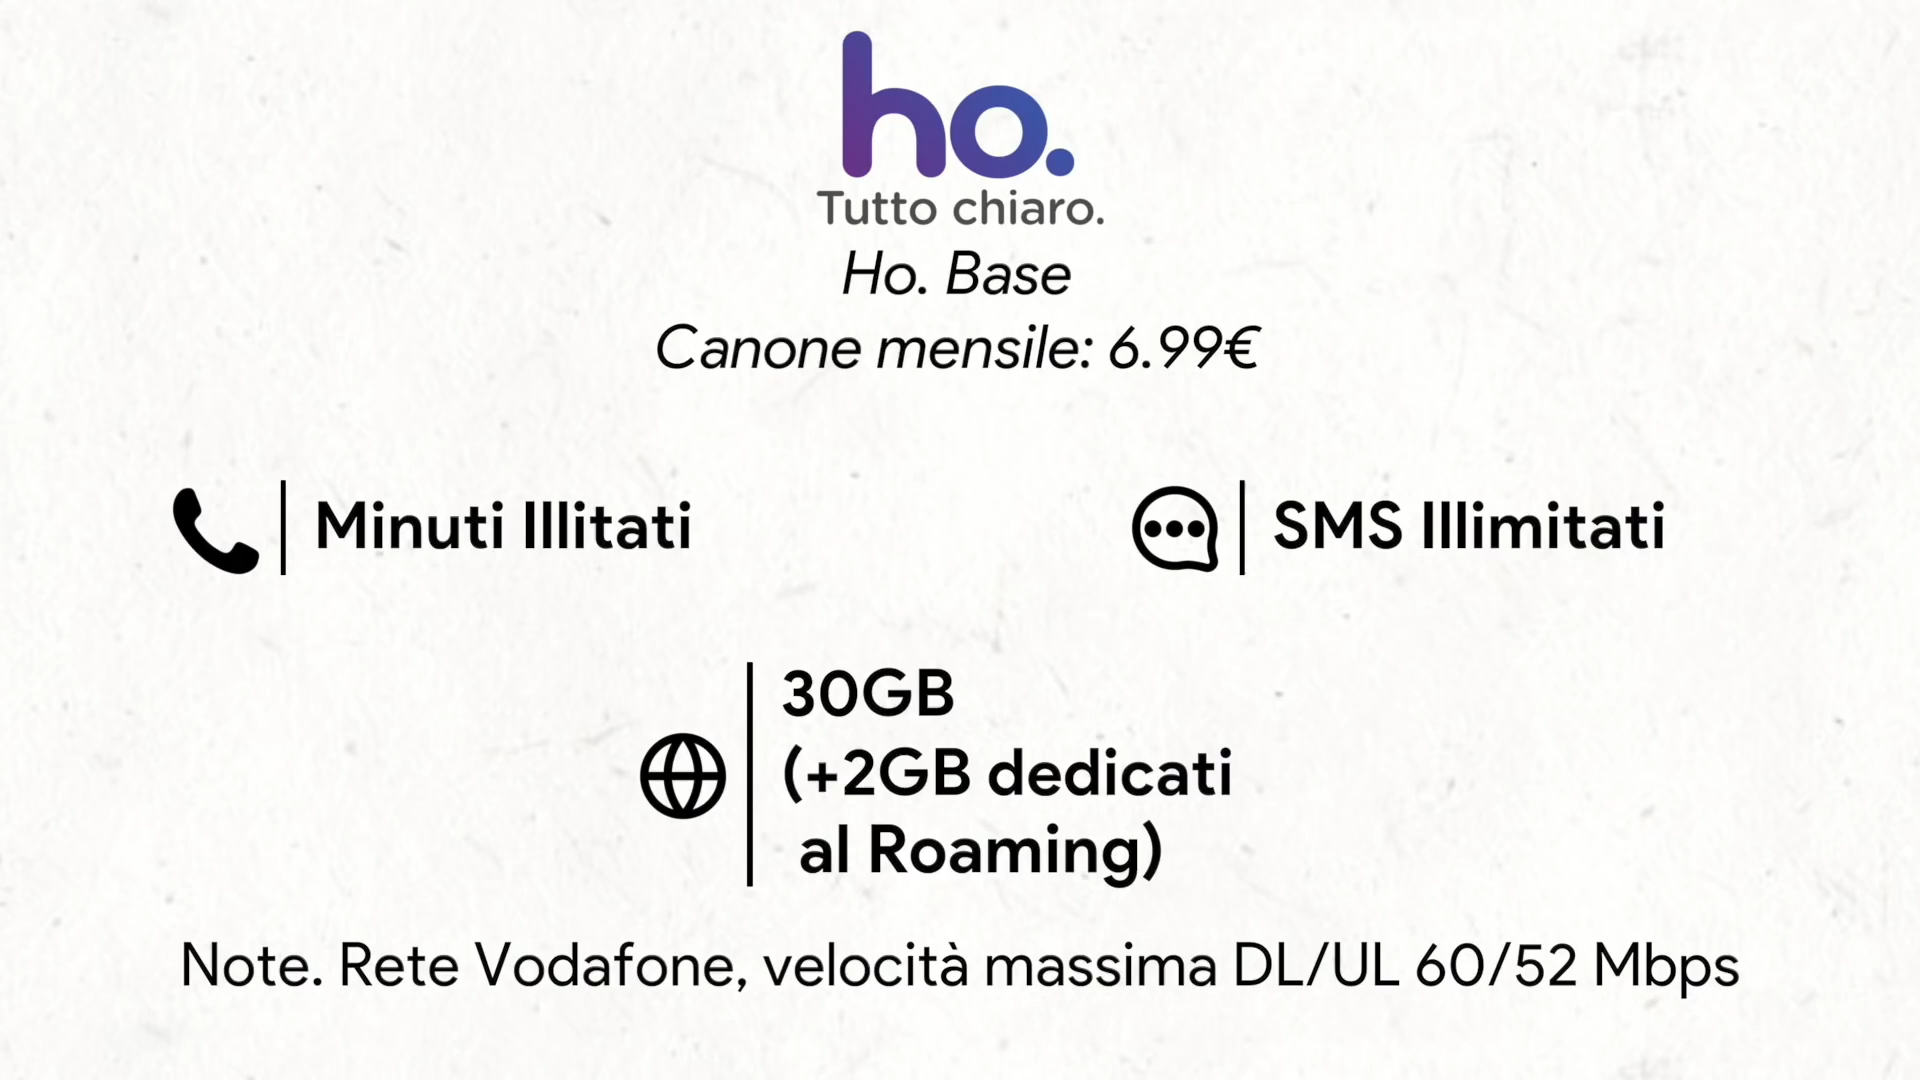 ho.
Tutto chiaro.
Ho. Base
Canone mensile: 6.99€
Minuti Illitati
SMS Illimitati
30GB
(+2GB dedicati
al Roaming)
Note. Rete Vodafone, velocità massima DL/UL 60/52 Mbps